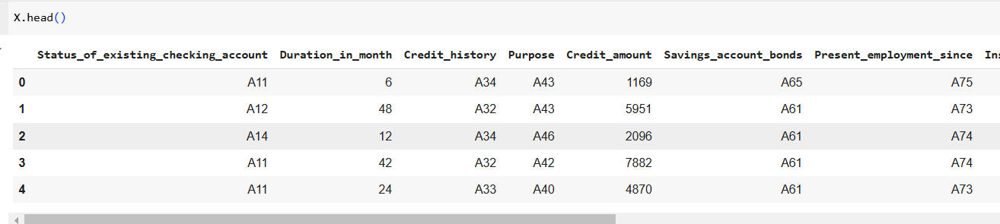 X.head()
Status_of_existing_checking_account Duration_in_month Credit_history Purpose Credit_amount Savings_account_bonds Present_employment_since Ins
0 A11 6 A34 A43 1169 A65 A75
1 A12 48 A32 A43 5951 A61 A73
2 A14 12 A34 A46 2096 A61 A74
3 A11 42 A32 A42 7882 A61 A74
4 A11 24 A33 A40 4870 A61 A73